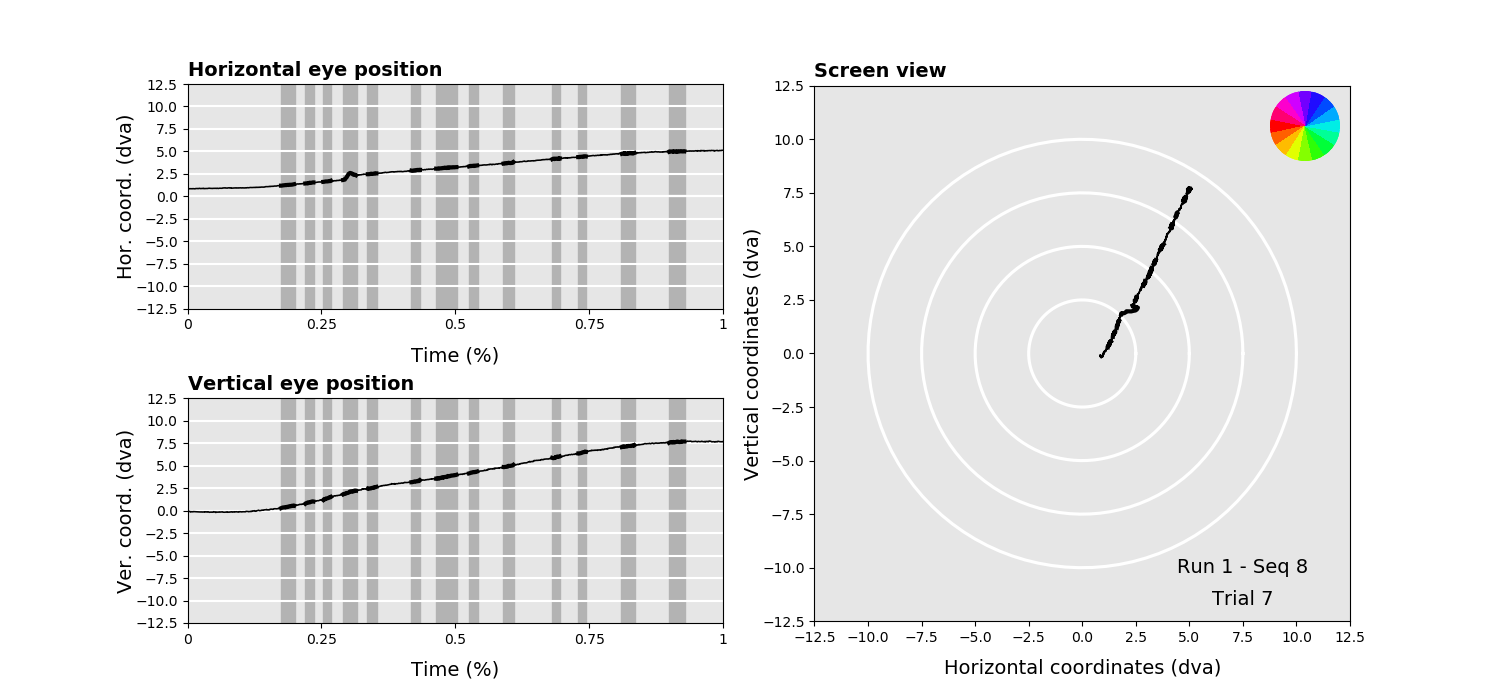 Horizontal eye position
Hor. coord. (dva)
12.5
10.0
7.5
5.0
2.5
0.0
−2.5
−5.0
−7.5
−10.0
−12.5
0 0.25 0.5 0.75 1
Time (%)
Vertical eye position
Ver. coord. (dva)
12.5
10.0
7.5
5.0
2.5
0.0
−2.5
−5.0
−7.5
−10.0
−12.5
0 0.25 0.5 0.75 1
Time (%)
Screen view
Vertical coordinates (dva)
12.5
10.0
7.5
5.0
2.5
0.0
−2.5
−5.0
−7.5
−10.0
−12.5
Run 1 - Seq 8
Trial 7
−12.5 −10.0 −7.5 −5.0 −2.5 0.0 2.5 5.0 7.5 10.0 12.5
Horizontal coordinates (dva)